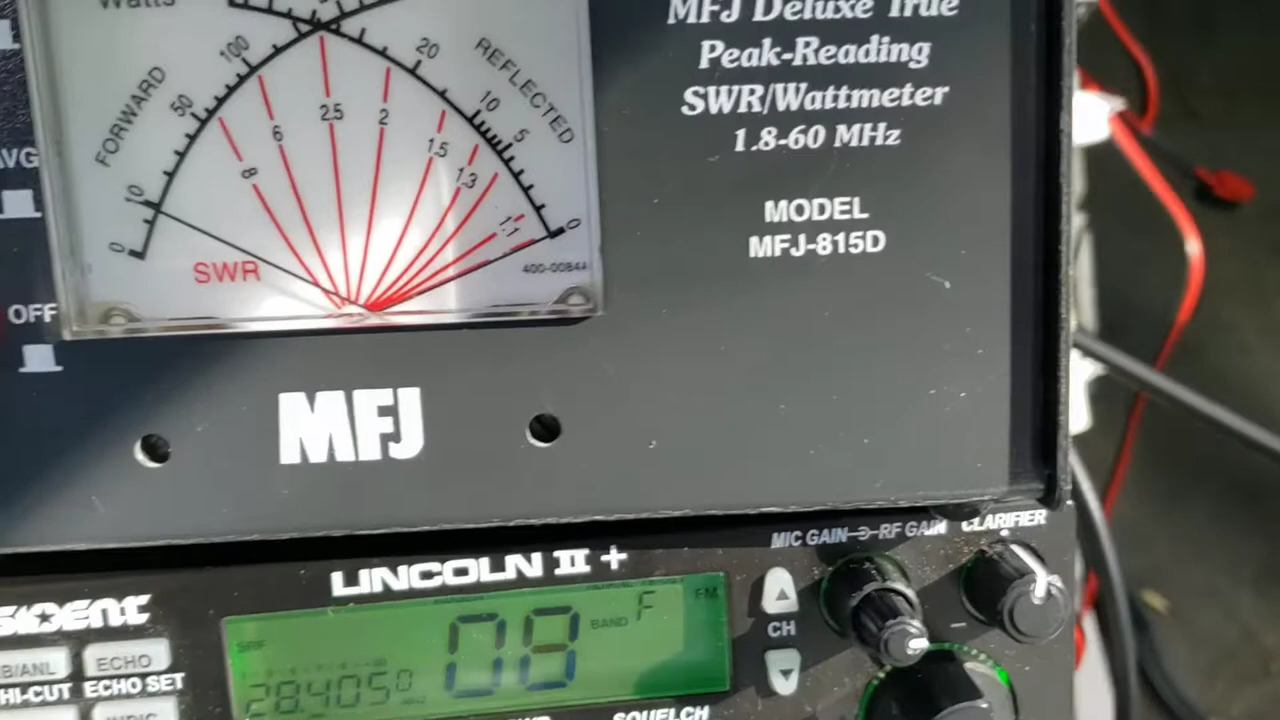 Watts
MFJ Deluxe True
Peak-Reading
SWR/Wattmeter
1.8-60 MHz
MODEL
MFJ-815D
FORWARD
REFLECTED
100
50
10
0
20
10
5
0
8
6
2.5
2
1.5
1.3
1.1
SWR
400-0084A
AVG
OFF
MFJ
MIC GAIN
RF GAIN
CLARIFIER
LINCOLN II +
SIDENT
08
BAND F
FM
28.4050
CH
B/ANL
ECHO
HI-CUT
ECHO SET
SQUELCH